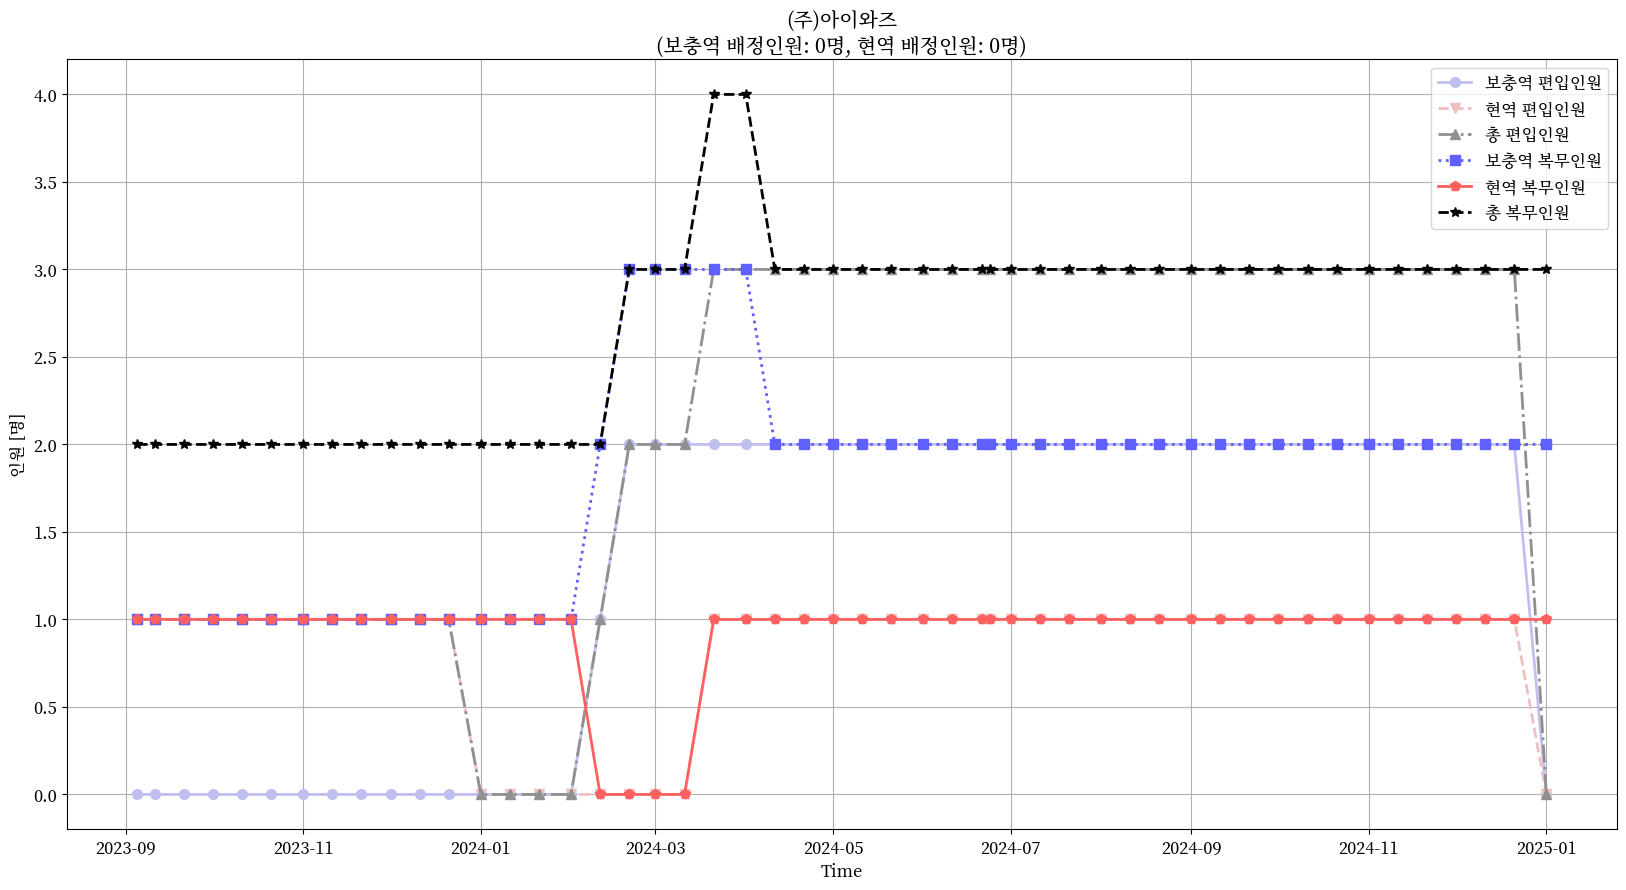 (주)아이와즈
(보충역 배정인원: 0명, 현역 배정인원: 0명)
보충역 편입인원
현역 편입인원
총 편입인원
보충역 복무인원
현역 복무인원
총 복무인원
인원 [명]
4.0
3.5
3.0
2.5
2.0
1.5
1.0
0.5
0.0
2023-09 2023-11 2024-01 2024-03 2024-05 2024-07 2024-09 2024-11 2025-01
Time